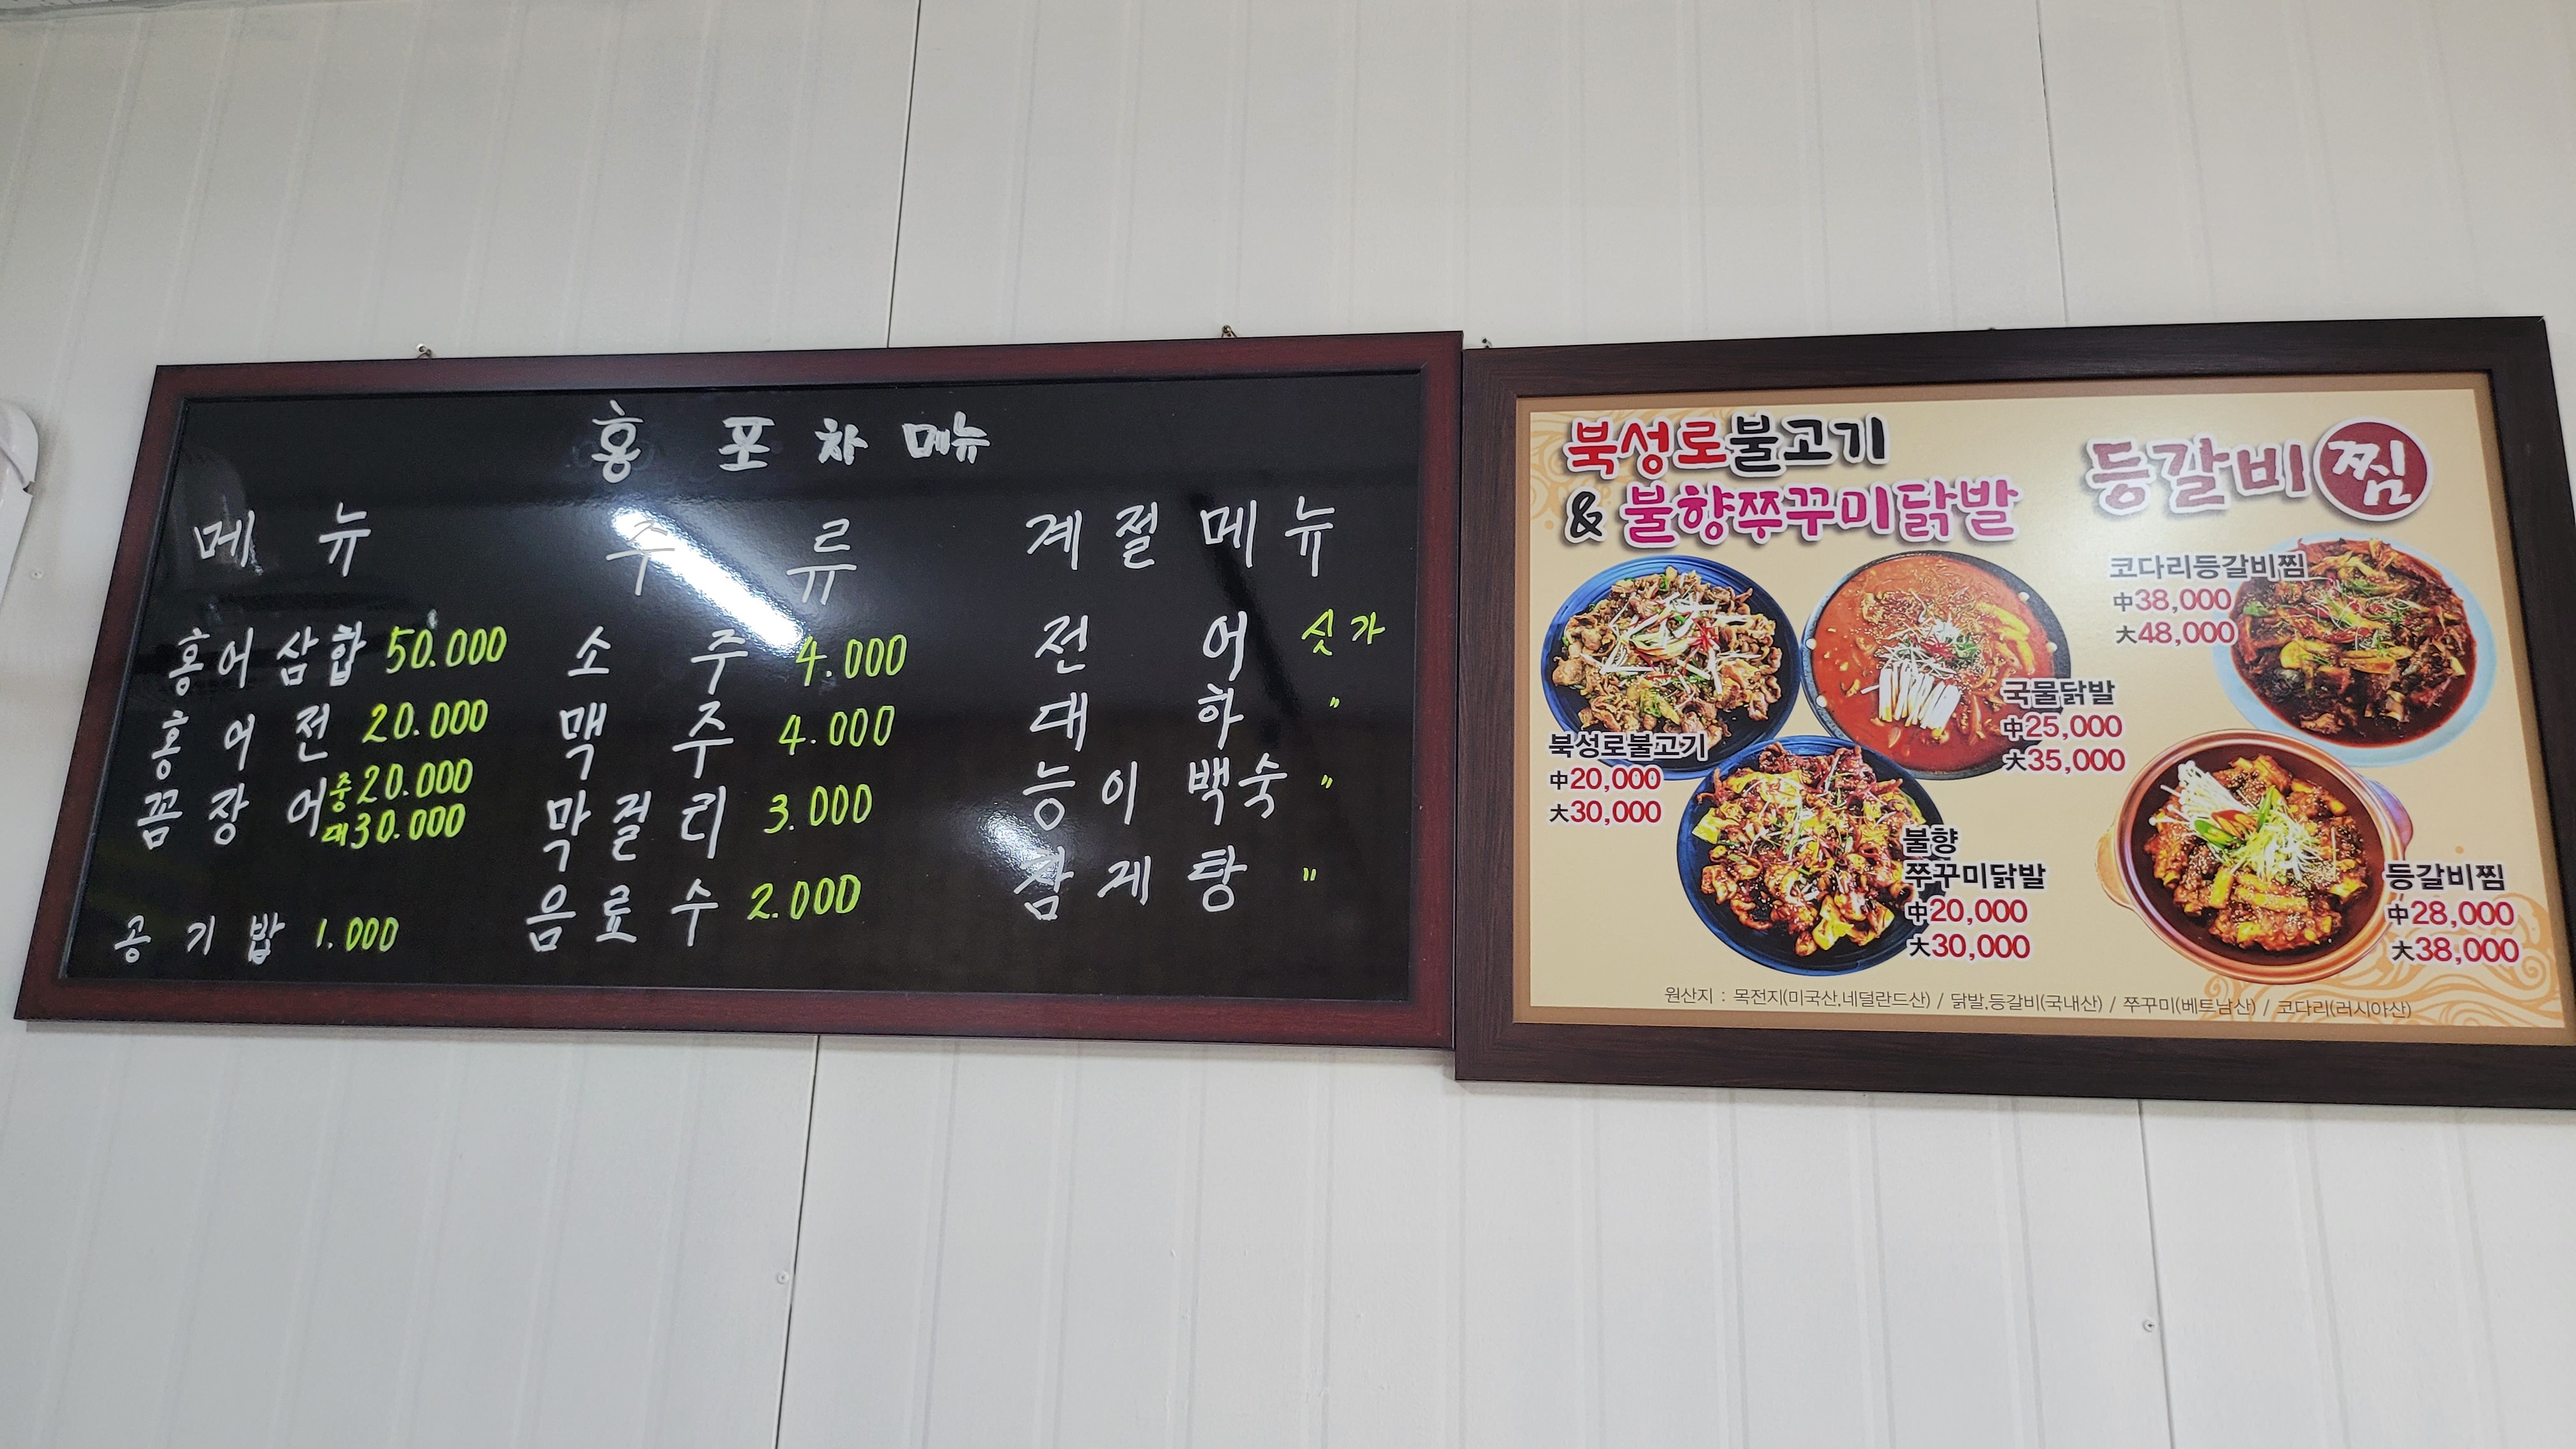 홍 포 차 메뉴
메 뉴
홍어 삼합 50.000
홍 어 전 20.000
꼼 장 어 중 20.000
대 30.000
공 기 밥 1.000
주 류
소 주 4.000
맥 주 4.000
막 걸 리 3.000
음 료 수 2.000
계 절 메 뉴
전 어 싯가
대 하 "
능 이 백숙 "
삼 게 탕 "
북성로불고기
& 불향쭈꾸미닭발
북성로불고기
中20,000
大30,000
국물닭발
中25,000
大35,000
불향
쭈꾸미닭발
中20,000
大30,000
등갈비찜
코다리등갈비찜
中38,000
大48,000
등갈비찜
中28,000
大38,000
원산지 : 목전지(미국산,네덜란드산) / 닭발,등갈비(국내산) / 쭈꾸미(베트남산) / 코다리(러시아산)